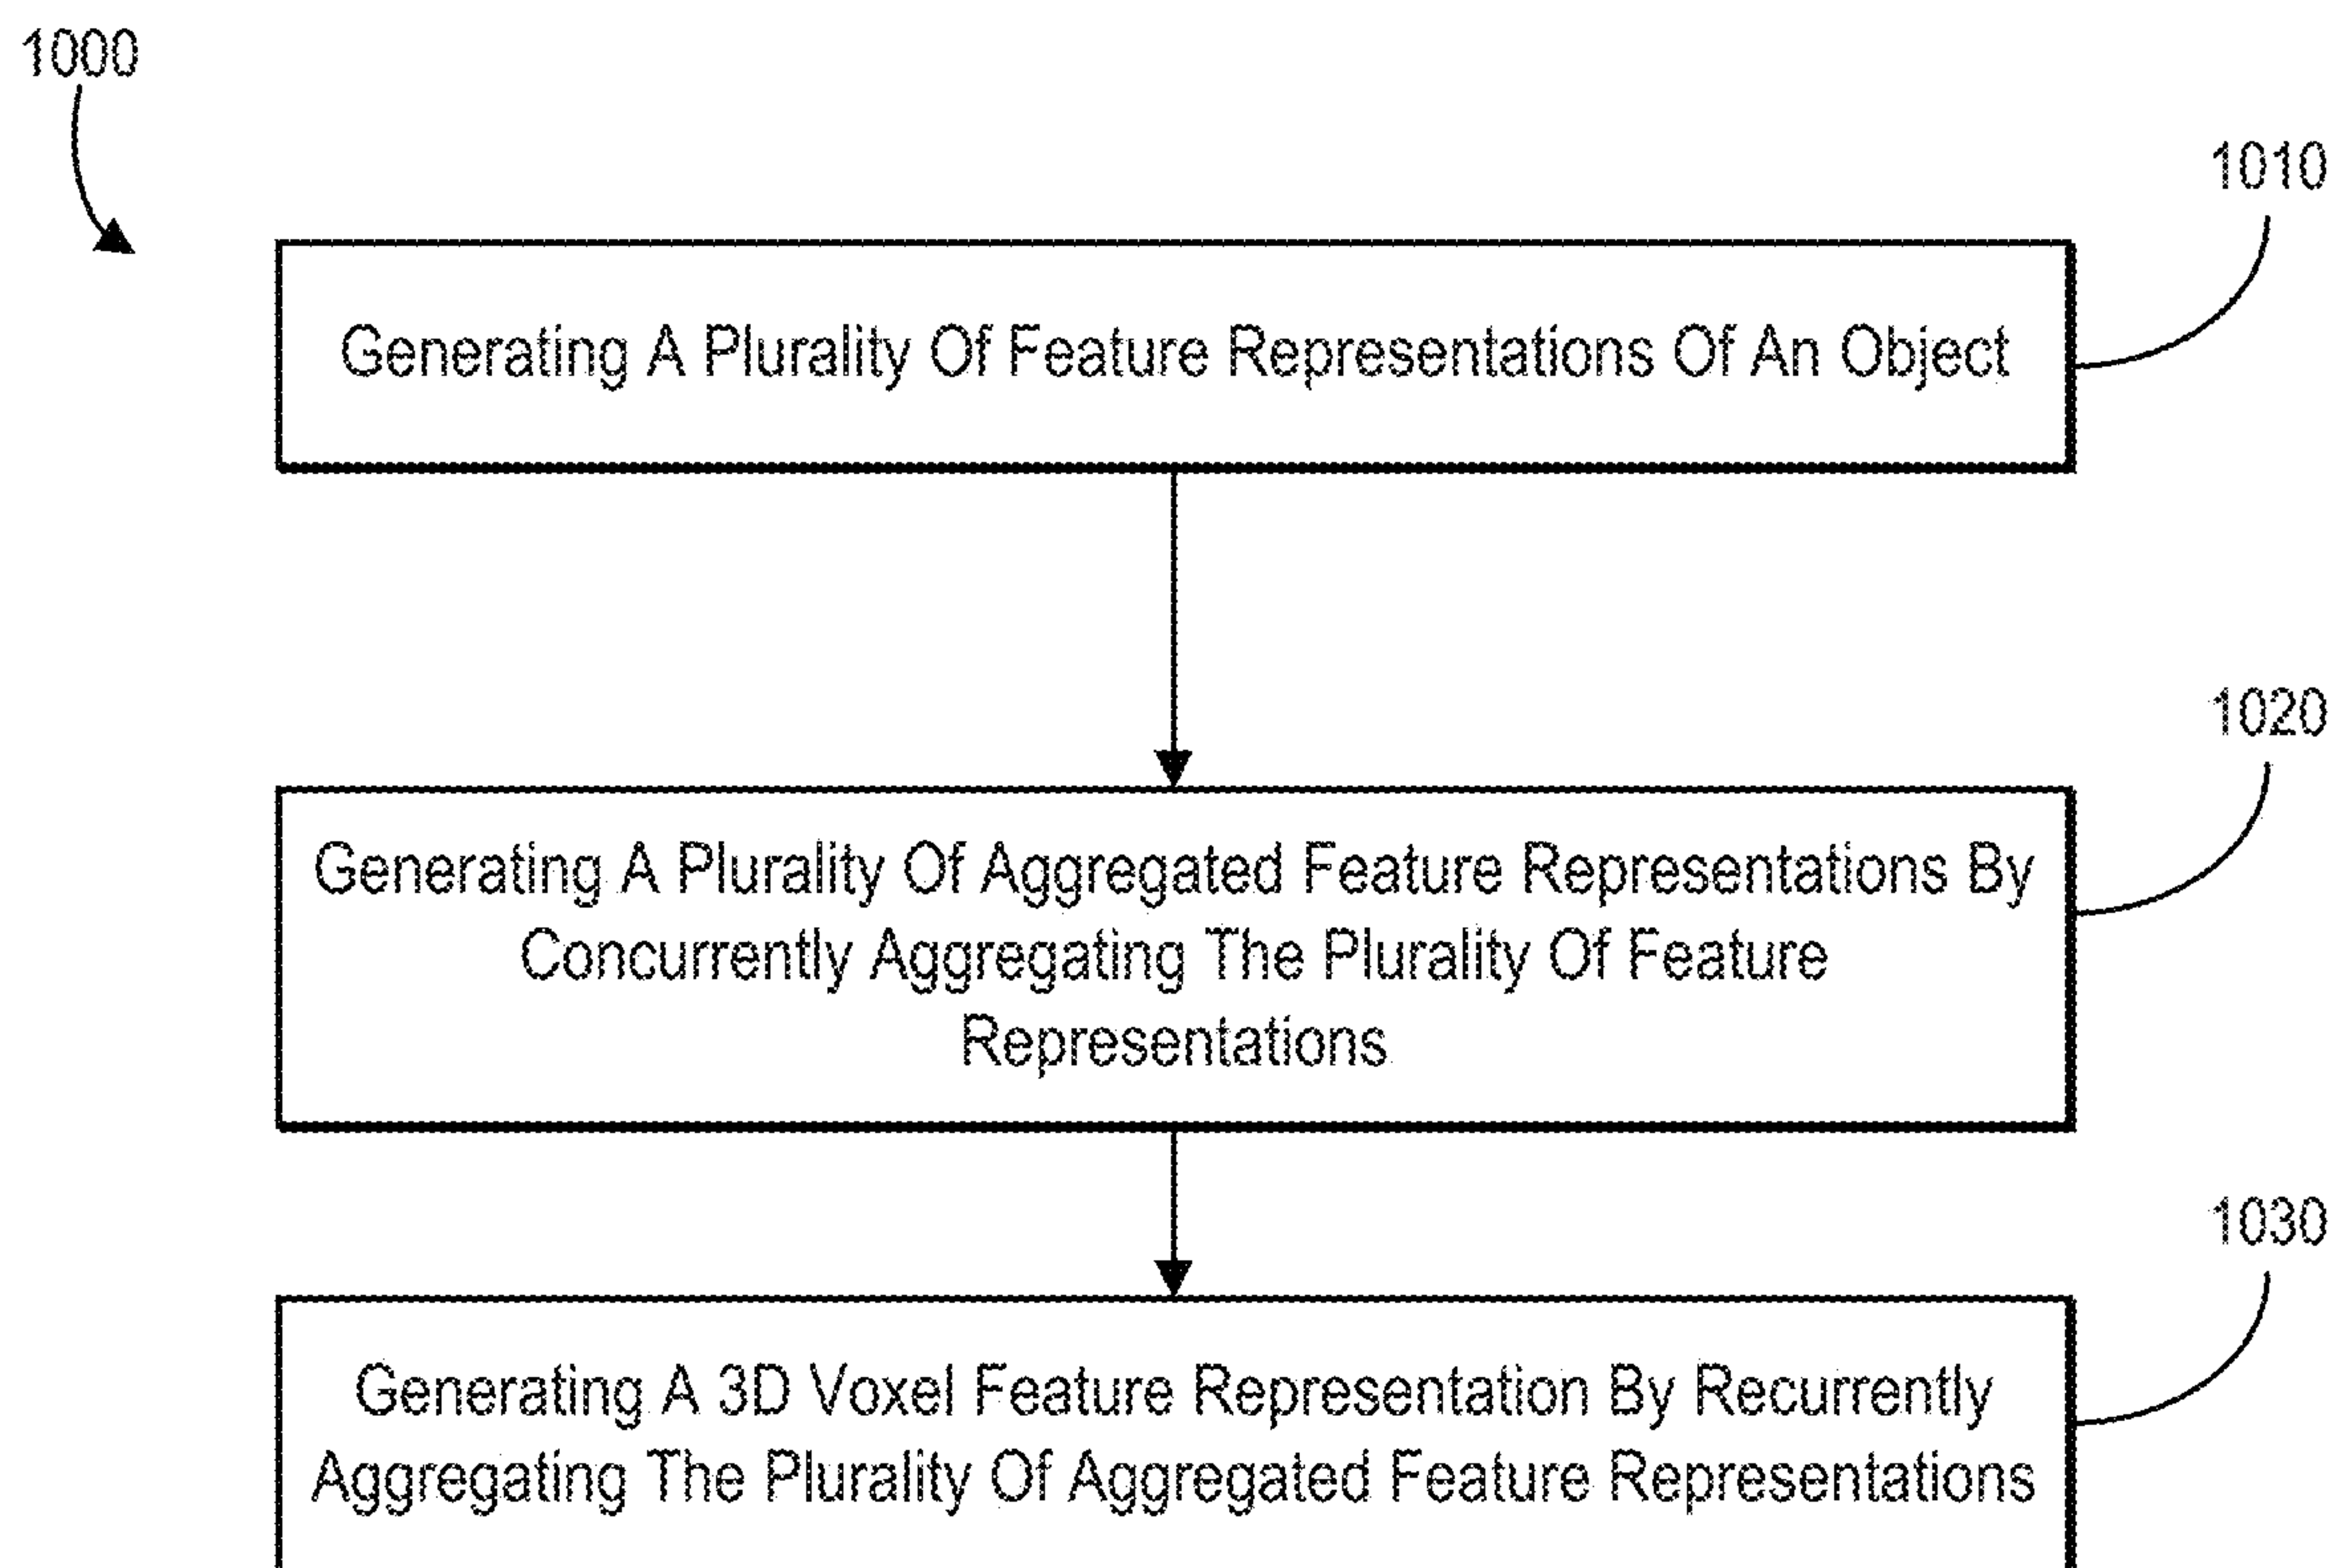 1000
1010
Generating A Plurality Of Feature Representations Of An Object
1020
Generating A Plurality Of Aggregated Feature Representations By
Concurrently Aggregating The Plurality Of Feature
Representations
1030
Generating A 3D Voxel Feature Representation By Recurrently
Aggregating The Plurality Of Aggregated Feature Representations